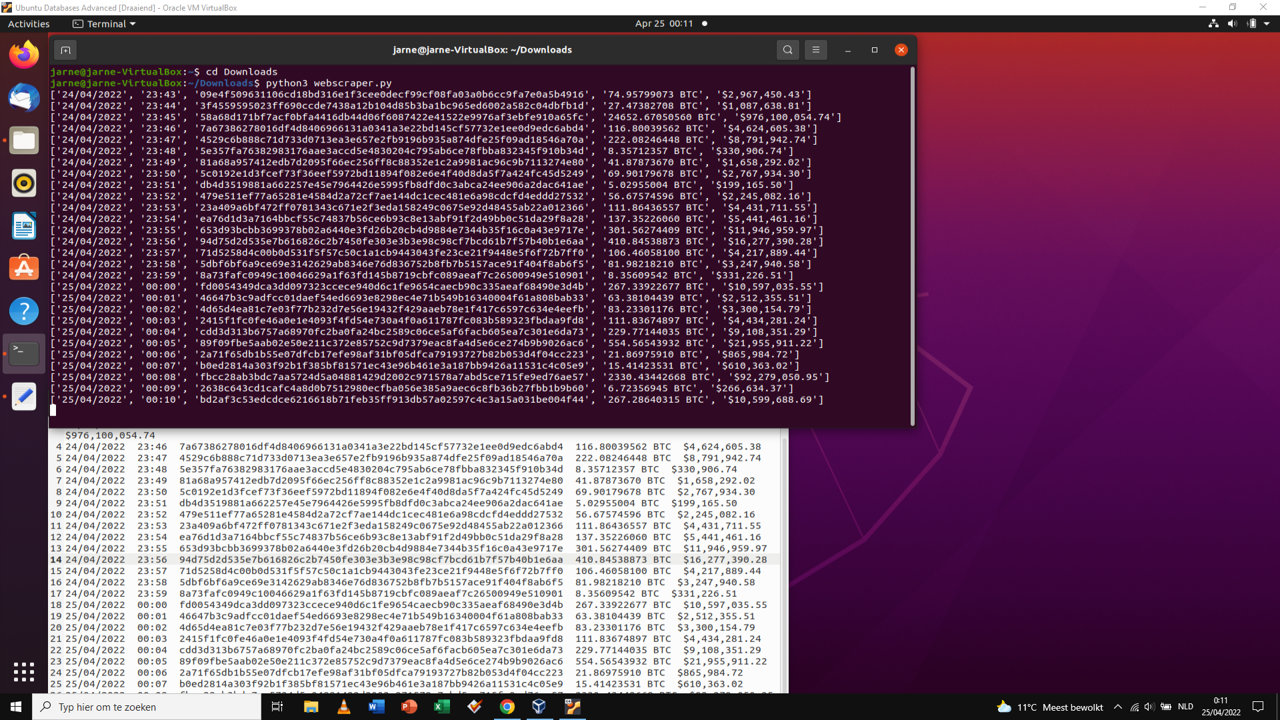 Ubuntu Databases Advanced [Draaiend] - Oracle VM VirtualBox
Activities Terminal Apr 25 00:11
jarne@jarne-VirtualBox: ~/Downloads
jarne@jarne-VirtualBox:~$ cd Downloads
jarne@jarne-VirtualBox:~/Downloads$ python3 webscraper.py
['24/04/2022', '23:43', '09e4f509631106cd18bd316e1f3cee0decf99cf08fa03a0b6cc9fa7e0a5b4916', '74.95799073 BTC', '$2,967,450.43']
['24/04/2022', '23:44', '3f4559595023ff690ccde7438a12b104d85b3ba1bc965ed6002a582c04dbfb1d', '27.47382708 BTC', '$1,087,638.81']
['24/04/2022', '23:45', '58a68d171bf7acf0bfa4416db44d06f6087422e41522e9976af3ebfe910a65fc', '24652.67050560 BTC', '$976,100,054.74']
['24/04/2022', '23:46', '7a67386278016df4d8406966131a0341a3e22bd145cf57732e1ee0d9edc6abd4', '116.80039562 BTC', '$4,624,605.38']
['24/04/2022', '23:47', '4529c6b888c71d733d0713ea3e657e2fb9196b935a874dfe25f09ad18546a70a', '222.08246448 BTC', '$8,791,942.74']
['24/04/2022', '23:48', '5e357fa76382983176aae3accd5e4830204c795ab6ce78fbba832345f910b34d', '8.35712357 BTC', '$330,906.74']
['24/04/2022', '23:49', '81a68a957412edb7d2095f66ec256ff8c88352e1c2a9981ac96c9b7113274e80', '41.87873670 BTC', '$1,658,292.02']
['24/04/2022', '23:50', '5c0192e1d3fcef73f36eef5972bd11894f082e6e4f40d8da5f7a424fc45d5249', '69.90179678 BTC', '$2,767,934.30']
['24/04/2022', '23:51', 'db4d3519881a662257e45e7964426e5995fb8dfd0c3abca24ee906a2dac641ae', '5.02955004 BTC', '$199,165.50']
['24/04/2022', '23:52', '479e511ef77a65281e4584d2a72cf7ae144dc1cec481e6a98cdcfd4eddd27532', '56.67574296 BTC', '$2,245,082.16']
['24/04/2022', '23:53', '23a409a6bf472ff0781343c671e2f3eda158249c0675e92d48455ab22a012366', '111.86436557 BTC', '$4,431,711.55']
['24/04/2022', '23:54', 'ea76d1d3a7164bbcf55c74837b56ce6b93c8e13abf91f2d49bb0c51da29f8a28', '137.35226060 BTC', '$5,441,461.16']
['24/04/2022', '23:55', '653d93bcbb3699378b02a6440e3fd26b20cb4d9884e7344b35f16c0a43e9717e', '301.56274409 BTC', '$11,946,959.97']
['24/04/2022', '23:56', '94d75d2d535e7b616826c2b7450fe303e3b3e98c98cf7bcd61b7f57b40b1e6aa', '410.84538873 BTC', '$16,277,390.28']
['24/04/2022', '23:57', '71d5258d4c00b0d531f5f57c50c1a1cb9443043fe23ce21f9448e5f6f72b7ff0', '106.46058100 BTC', '$4,217,889.44']
['24/04/2022', '23:58', '5dbf6bf6a9ce69e3142629ab8346e76d836752b8fb7b5157ace91f404f8ab6f5', '81.98218210 BTC', '$3,247,940.58']
['24/04/2022', '23:59', '8a73fafc0949c10046629a1f63fd145b8719cbfc089aeaf7c26500949e510901', '8.35609542 BTC', '$331,226.51']
['25/04/2022', '00:00', 'fd0054349dca3dd097323ccece940d6c1fe9654caecb90c335aeaf68490e3d4b', '267.33922677 BTC', '$10,597,035.55']
['25/04/2022', '00:01', '46647b3c9adfcc01daef54ed6693e8298ec4e71b549b16340004f61a808bab33', '63.38104439 BTC', '$2,512,355.51']
['25/04/2022', '00:02', '4d65d4ea81c7e03f77b232d7e56e19432f429aaeb78e1f417c6597c634e4eefb', '83.23301176 BTC', '$3,300,154.79']
['25/04/2022', '00:03', '2415f1fc0fe46a0e1e4093f4fd54e730a4f0a611787fc083b589323fbdaa9fd8', '111.83674897 BTC', '$4,434,281.24']
['25/04/2022', '00:04', 'cdd3d313b6757a68970fc2ba0fa24bc2589c06ce5af6facb605ea7c301e6da73', '229.77144035 BTC', '$9,108,351.29']
['25/04/2022', '00:05', '89f09fbe5aab02e50e211c372e85752c9d7379eac8fa4d5e6ce274b9b9026ac6', '554.56543932 BTC', '$21,955,911.22']
['25/04/2022', '00:06', '2a71f65db1b55e07dfcb17efe98af31bf05dfca79193727b82b053d4f04cc223', '21.86975910 BTC', '$865,984.72']
['25/04/2022', '00:07', 'b0ed2814a303f92b1f385bf81571ec43e96b461e3a187bb9426a11531c4c05e9', '15.41423531 BTC', '$610,363.02']
['25/04/2022', '00:08', 'fbcc28ab3bdc7aa5724d5a04881429d2002c971578a7abd5ce715fe9ed76ae57', '2330.43442668 BTC', '$92,279,050.95']
['25/04/2022', '00:09', '2638c643cd1cafc4a8d0b7512980ecfba056e385a9aec6c8fb36b27fbb1b9b60', '6.72356945 BTC', '$266,634.37']
['25/04/2022', '00:10', 'bd2af3c53edcdce6216618b71feb35ff913db57a02597c4c3a15a031be004f44', '267.28640315 BTC', '$10,599,688.69']
$976,100,054.74
4 24/04/2022 23:46 7a67386278016df4d8406966131a0341a3e22bd145cf57732e1ee0d9edc6abd4 116.80039562 BTC $4,624,605.38
5 24/04/2022 23:47 4529c6b888c71d733d0713ea3e657e2fb9196b935a874dfe25f09ad18546a70a 222.08246448 BTC $8,791,942.74
6 24/04/2022 23:48 5e357fa76382983176aae3accd5e4830204c795ab6ce78fbba832345f910b34d 8.35712357 BTC $330,906.74
7 24/04/2022 23:49 81a68a957412edb7d2095f66ec256ff8c88352e1c2a9981ac96c9b7113274e80 41.87873670 BTC $1,658,292.02
8 24/04/2022 23:50 5c0192e1d3fcef73f36eef5972bd11894f082e6e4f40d8da5f7a424fc45d5249 69.90179678 BTC $2,767,934.30
9 24/04/2022 23:51 db4d3519881a662257e45e7964426e5995fb8dfd0c3abca24ee906a2dac641ae 5.02955004 BTC $199,165.50
10 24/04/2022 23:52 479e511ef77a65281e4584d2a72cf7ae144dc1cec481e6a98cdcfd4eddd27532 56.67574296 BTC $2,245,082.16
11 24/04/2022 23:53 23a409a6bf472ff0781343c671e2f3eda158249c0675e92d48455ab22a012366 111.86436557 BTC $4,431,711.55
12 24/04/2022 23:54 ea76d1d3a7164bbcf55c74837b56ce6b93c8e13abf91f2d49bb0c51da29f8a28 137.35226060 BTC $5,441,461.16
13 24/04/2022 23:55 653d93bcbb3699378b02a6440e3fd26b20cb4d9884e7344b35f16c0a43e9717e 301.56274409 BTC $11,946,959.97
14 24/04/2022 23:56 94d75d2d535e7b616826c2b7450fe303e3b3e98c98cf7bcd61b7f57b40b1e6aa 410.84538873 BTC $16,277,390.28
15 24/04/2022 23:57 71d5258d4c00b0d531f5f57c50c1a1cb9443043fe23ce21f9448e5f6f72b7ff0 106.46058100 BTC $4,217,889.44
16 24/04/2022 23:58 5dbf6bf6a9ce69e3142629ab8346e76d836752b8fb7b5157ace91f404f8ab6f5 81.98218210 BTC $3,247,940.58
17 24/04/2022 23:59 8a73fafc0949c10046629a1f63fd145b8719cbfc089aeaf7c26500949e510901 8.35609542 BTC $331,226.51
18 25/04/2022 00:00 fd0054349dca3dd097323ccece940d6c1fe9654caecb90c335aeaf68490e3d4b 267.33922677 BTC $10,597,035.55
19 25/04/2022 00:01 46647b3c9adfcc01daef54ed6693e8298ec4e71b549b16340004f61a808bab33 63.38104439 BTC $2,512,355.51
20 25/04/2022 00:02 4d65d4ea81c7e03f77b232d7e56e19432f429aaeb78e1f417c6597c634e4eefb 83.23301176 BTC $3,300,154.79
21 25/04/2022 00:03 2415f1fc0fe46a0e1e4093f4fd54e730a4f0a611787fc083b589323fbdaa9fd8 111.83674897 BTC $4,434,281.24
22 25/04/2022 00:04 cdd3d313b6757a68970fc2ba0fa24bc2589c06ce5af6facb605ea7c301e6da73 229.77144035 BTC $9,108,351.29
23 25/04/2022 00:05 89f09fbe5aab02e50e211c372e85752c9d7379eac8fa4d5e6ce274b9b9026ac6 554.56543932 BTC $21,955,911.22
24 25/04/2022 00:06 2a71f65db1b55e07dfcb17efe98af31bf05dfca79193727b82b053d4f04cc223 21.86975910 BTC $865,984.72
25 25/04/2022 00:07 b0ed2814a303f92b1f385bf81571ec43e96b461e3a187bb9426a11531c4c05e9 15.41423531 BTC $610,363.02
Typ hier om te zoeken
11°C Meest bewolkt
NLD
0:11
25/04/2022